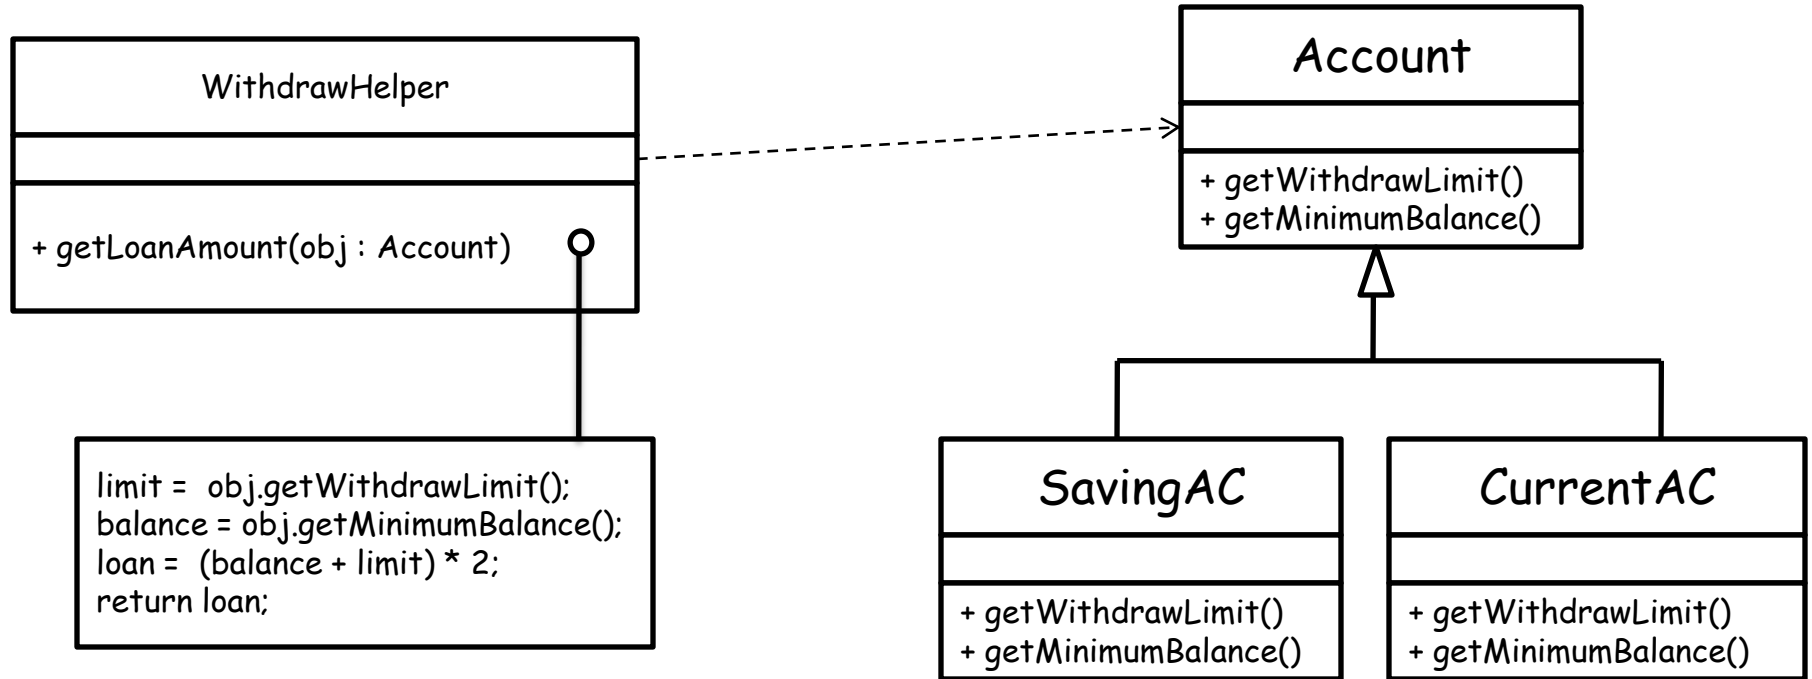 WithdrawHelper
+ getLoanAmount(obj : Account)
limit =  obj.getWithdrawLimit();
balance = obj.getMinimumBalance();
loan =  (balance + limit) * 2;
return loan;
Account
+ getWithdrawLimit()
+ getMinimumBalance()
SavingAC
+ getWithdrawLimit()
+ getMinimumBalance()
CurrentAC
+ getWithdrawLimit()
+ getMinimumBalance()